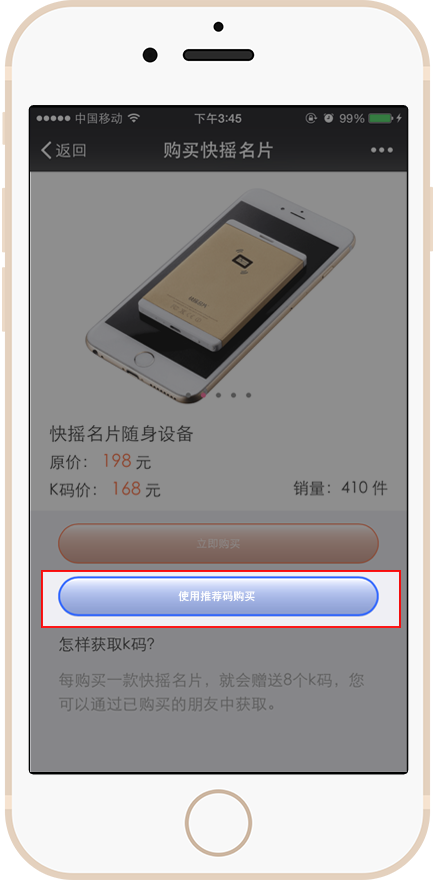 中国移动 下午3:45 99%
返回 购买快摇名片
快摇名片随身设备
原价： 198 元
K码价： 168 元 销量：410 件
立即购买
使用推荐码购买
怎样获取k码?
每购买一款快摇名片，就会赠送8个k码，您
可以通过已购买的朋友中获取。